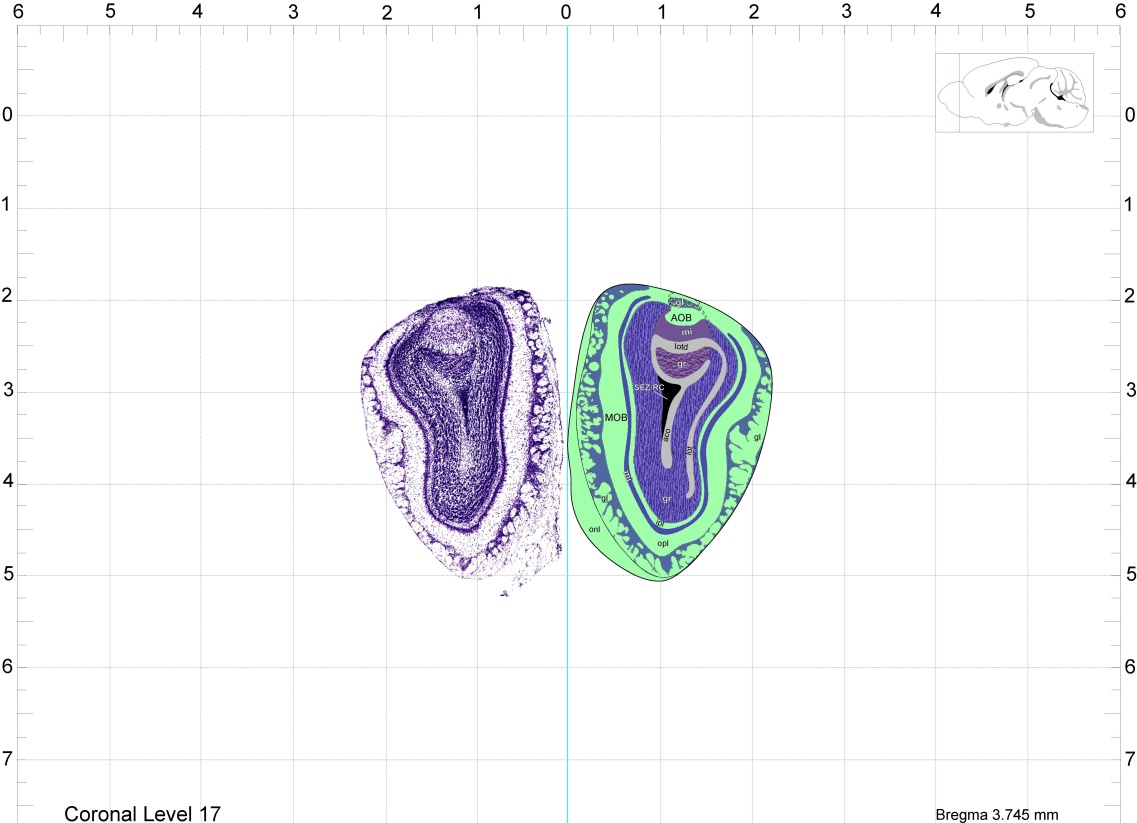 6 5 4 3 2 1 0 1 2 3 4 5 6
0 0
1 1
2 2
gl
AOB
mi
lotd
gr
3 3
SEZ/RC
MOB
aco
gl
lot
4 4
mi
gl
gr
ipl
onl
opl
5 5
6 6
7 7
Coronal Level 17
Bregma 3.745 mm